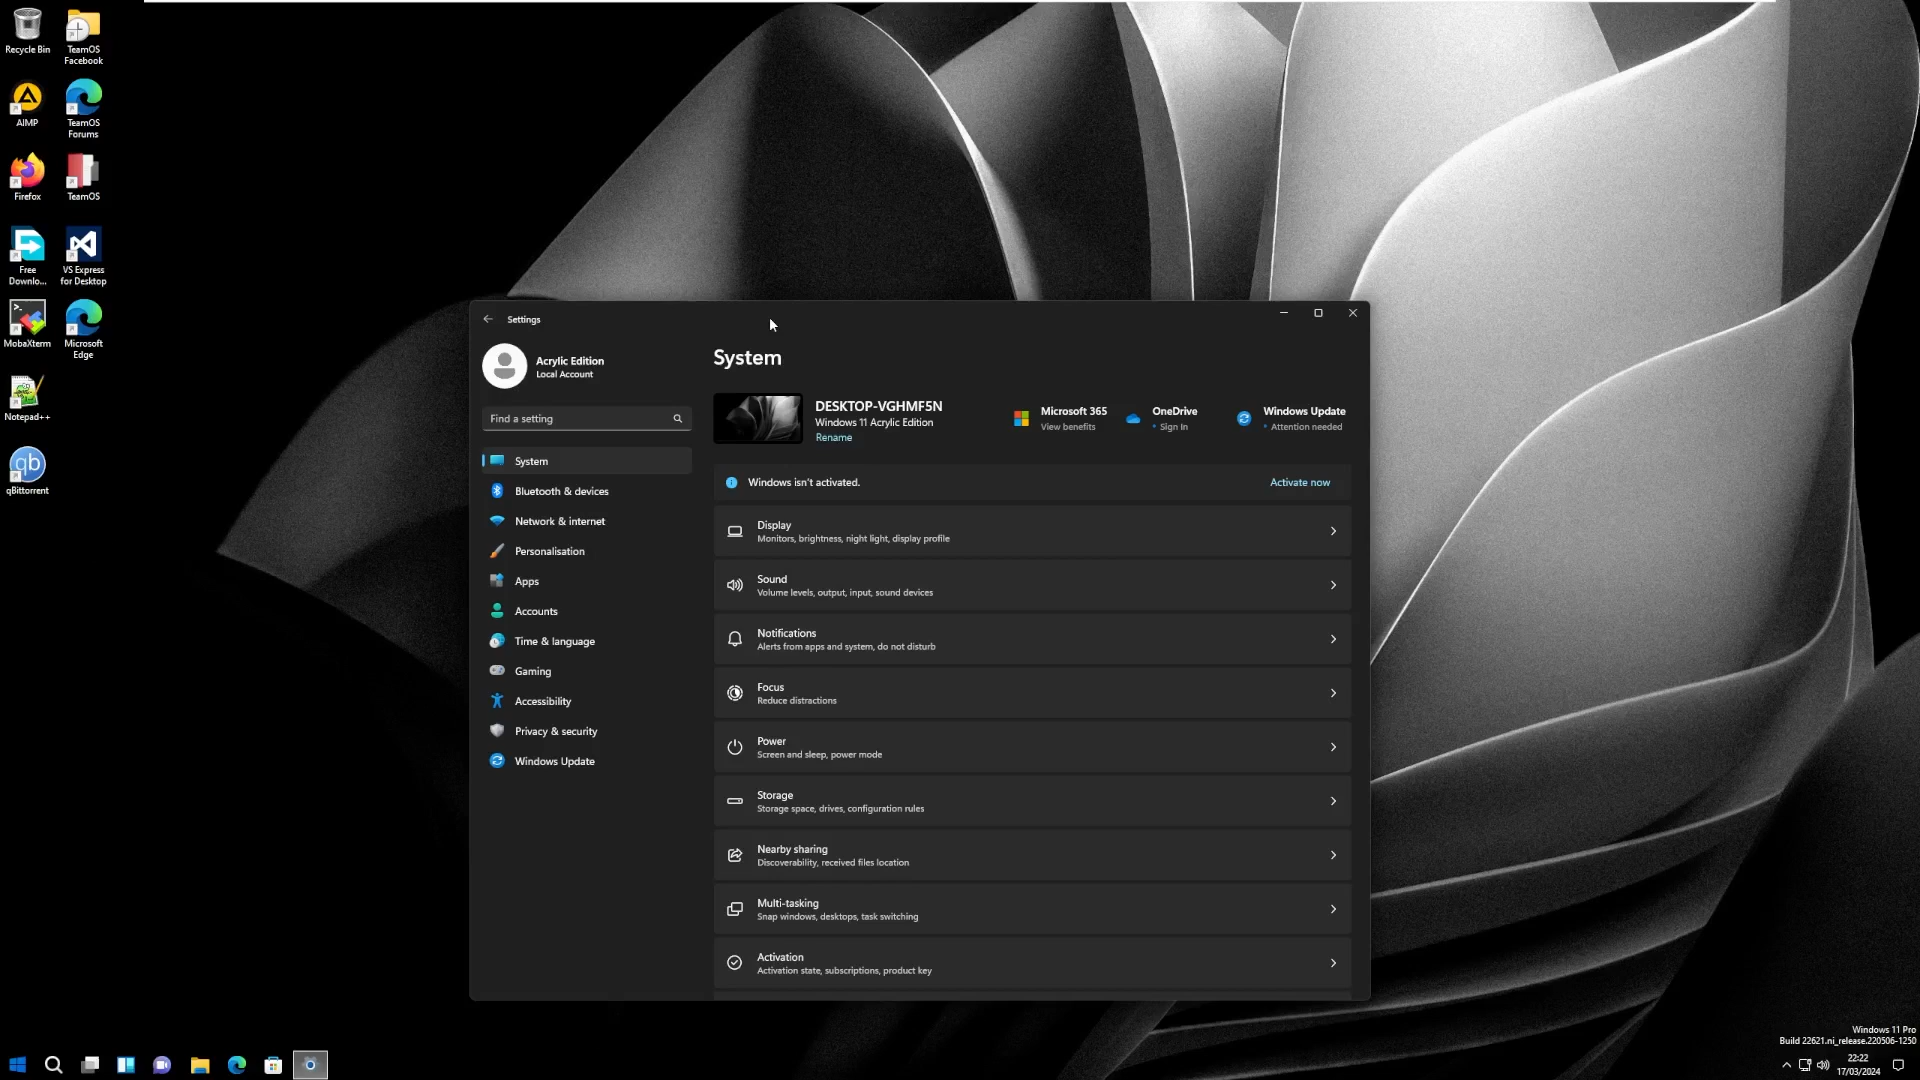 Recycle Bin
TeamOS
Facebook
AIMP
TeamOS
Forums
Firefox
TeamOS
Free
Downlo...
VS Express
for Desktop
MobaXterm
Microsoft
Edge
Notepad++
qBittorrent
Settings
Acrylic Edition
Local Account
Find a setting
System
Bluetooth & devices
Network & internet
Personalisation
Apps
Accounts
Time & language
Gaming
Accessibility
Privacy & security
Windows Update
System
DESKTOP-VGHMF5N
Windows 11 Acrylic Edition
Rename
Microsoft 365
View benefits
OneDrive
• Sign In
Windows Update
• Attention needed
Windows isn't activated.
Activate now
Display
Monitors, brightness, night light, display profile
Sound
Volume levels, output, input, sound devices
Notifications
Alerts from apps and system, do not disturb
Focus
Reduce distractions
Power
Screen and sleep, power mode
Storage
Storage space, drives, configuration rules
Nearby sharing
Discoverability, received files location
Multi-tasking
Snap windows, desktops, task switching
Activation
Activation state, subscriptions, product key
Windows 11 Pro
Build 22621.ni_release.220506-1250
22:22
17/03/2024